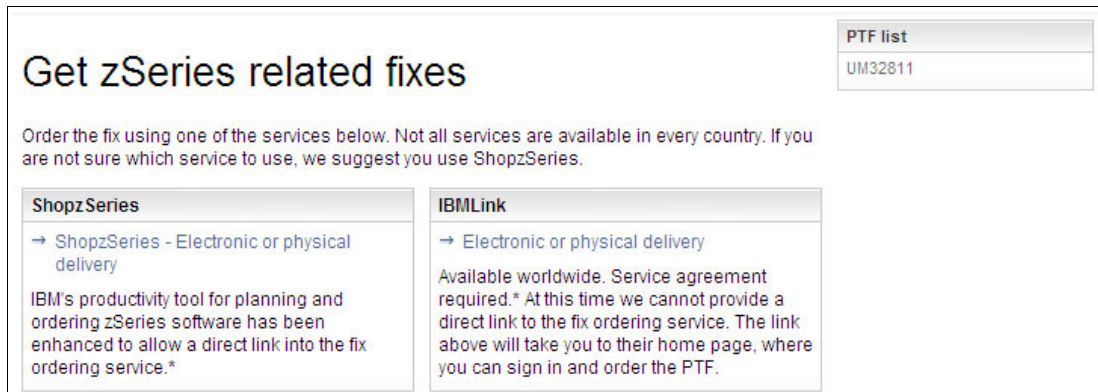 Get zSeries related fixes
Order the fix using one of the services below. Not all services are available in every country. If you
are not sure which service to use, we suggest you use ShopzSeries.
ShopzSeries
→ ShopzSeries - Electronic or physical
delivery
IBM's productivity tool for planning and
ordering zSeries software has been
enhanced to allow a direct link into the fix
ordering service.*
IBMLink
→ Electronic or physical delivery
Available worldwide. Service agreement
required.* At this time we cannot provide a
direct link to the fix ordering service. The link
above will take you to their home page, where
you can sign in and order the PTF.
PTF list
UM32811